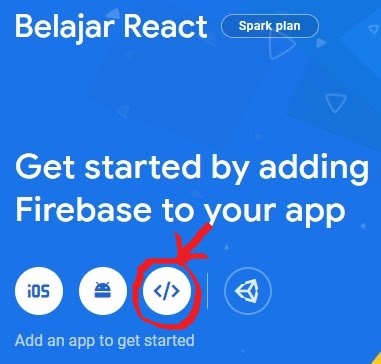 Belajar React Spark plan
Get started by adding
Firebase to your app
iOS </>
Add an app to get started